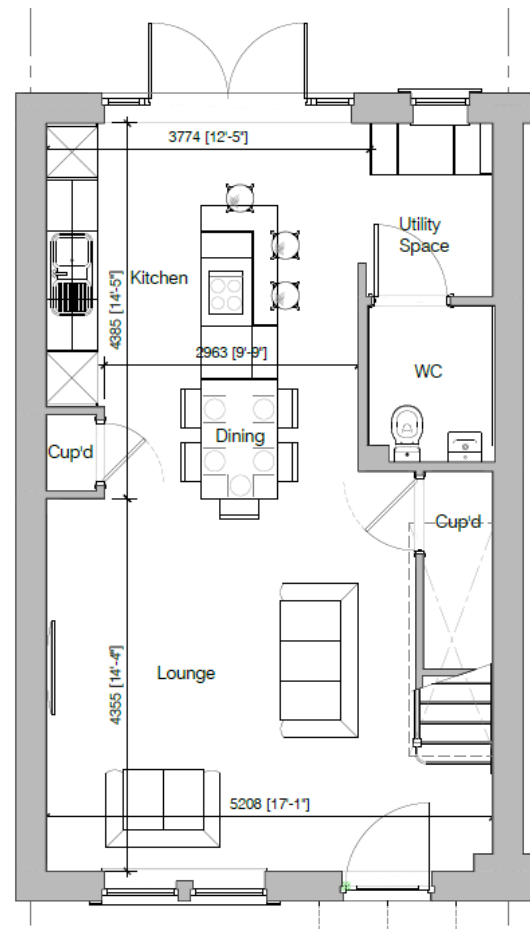 3774 [12'-5"]
Utility
Space
Kitchen
4385 [14'-5"]
2963 [9'-9"]
WC
Dining
Cup'd
Cup'd
4355 [14'-4"]
Lounge
5208 [17'-1"]